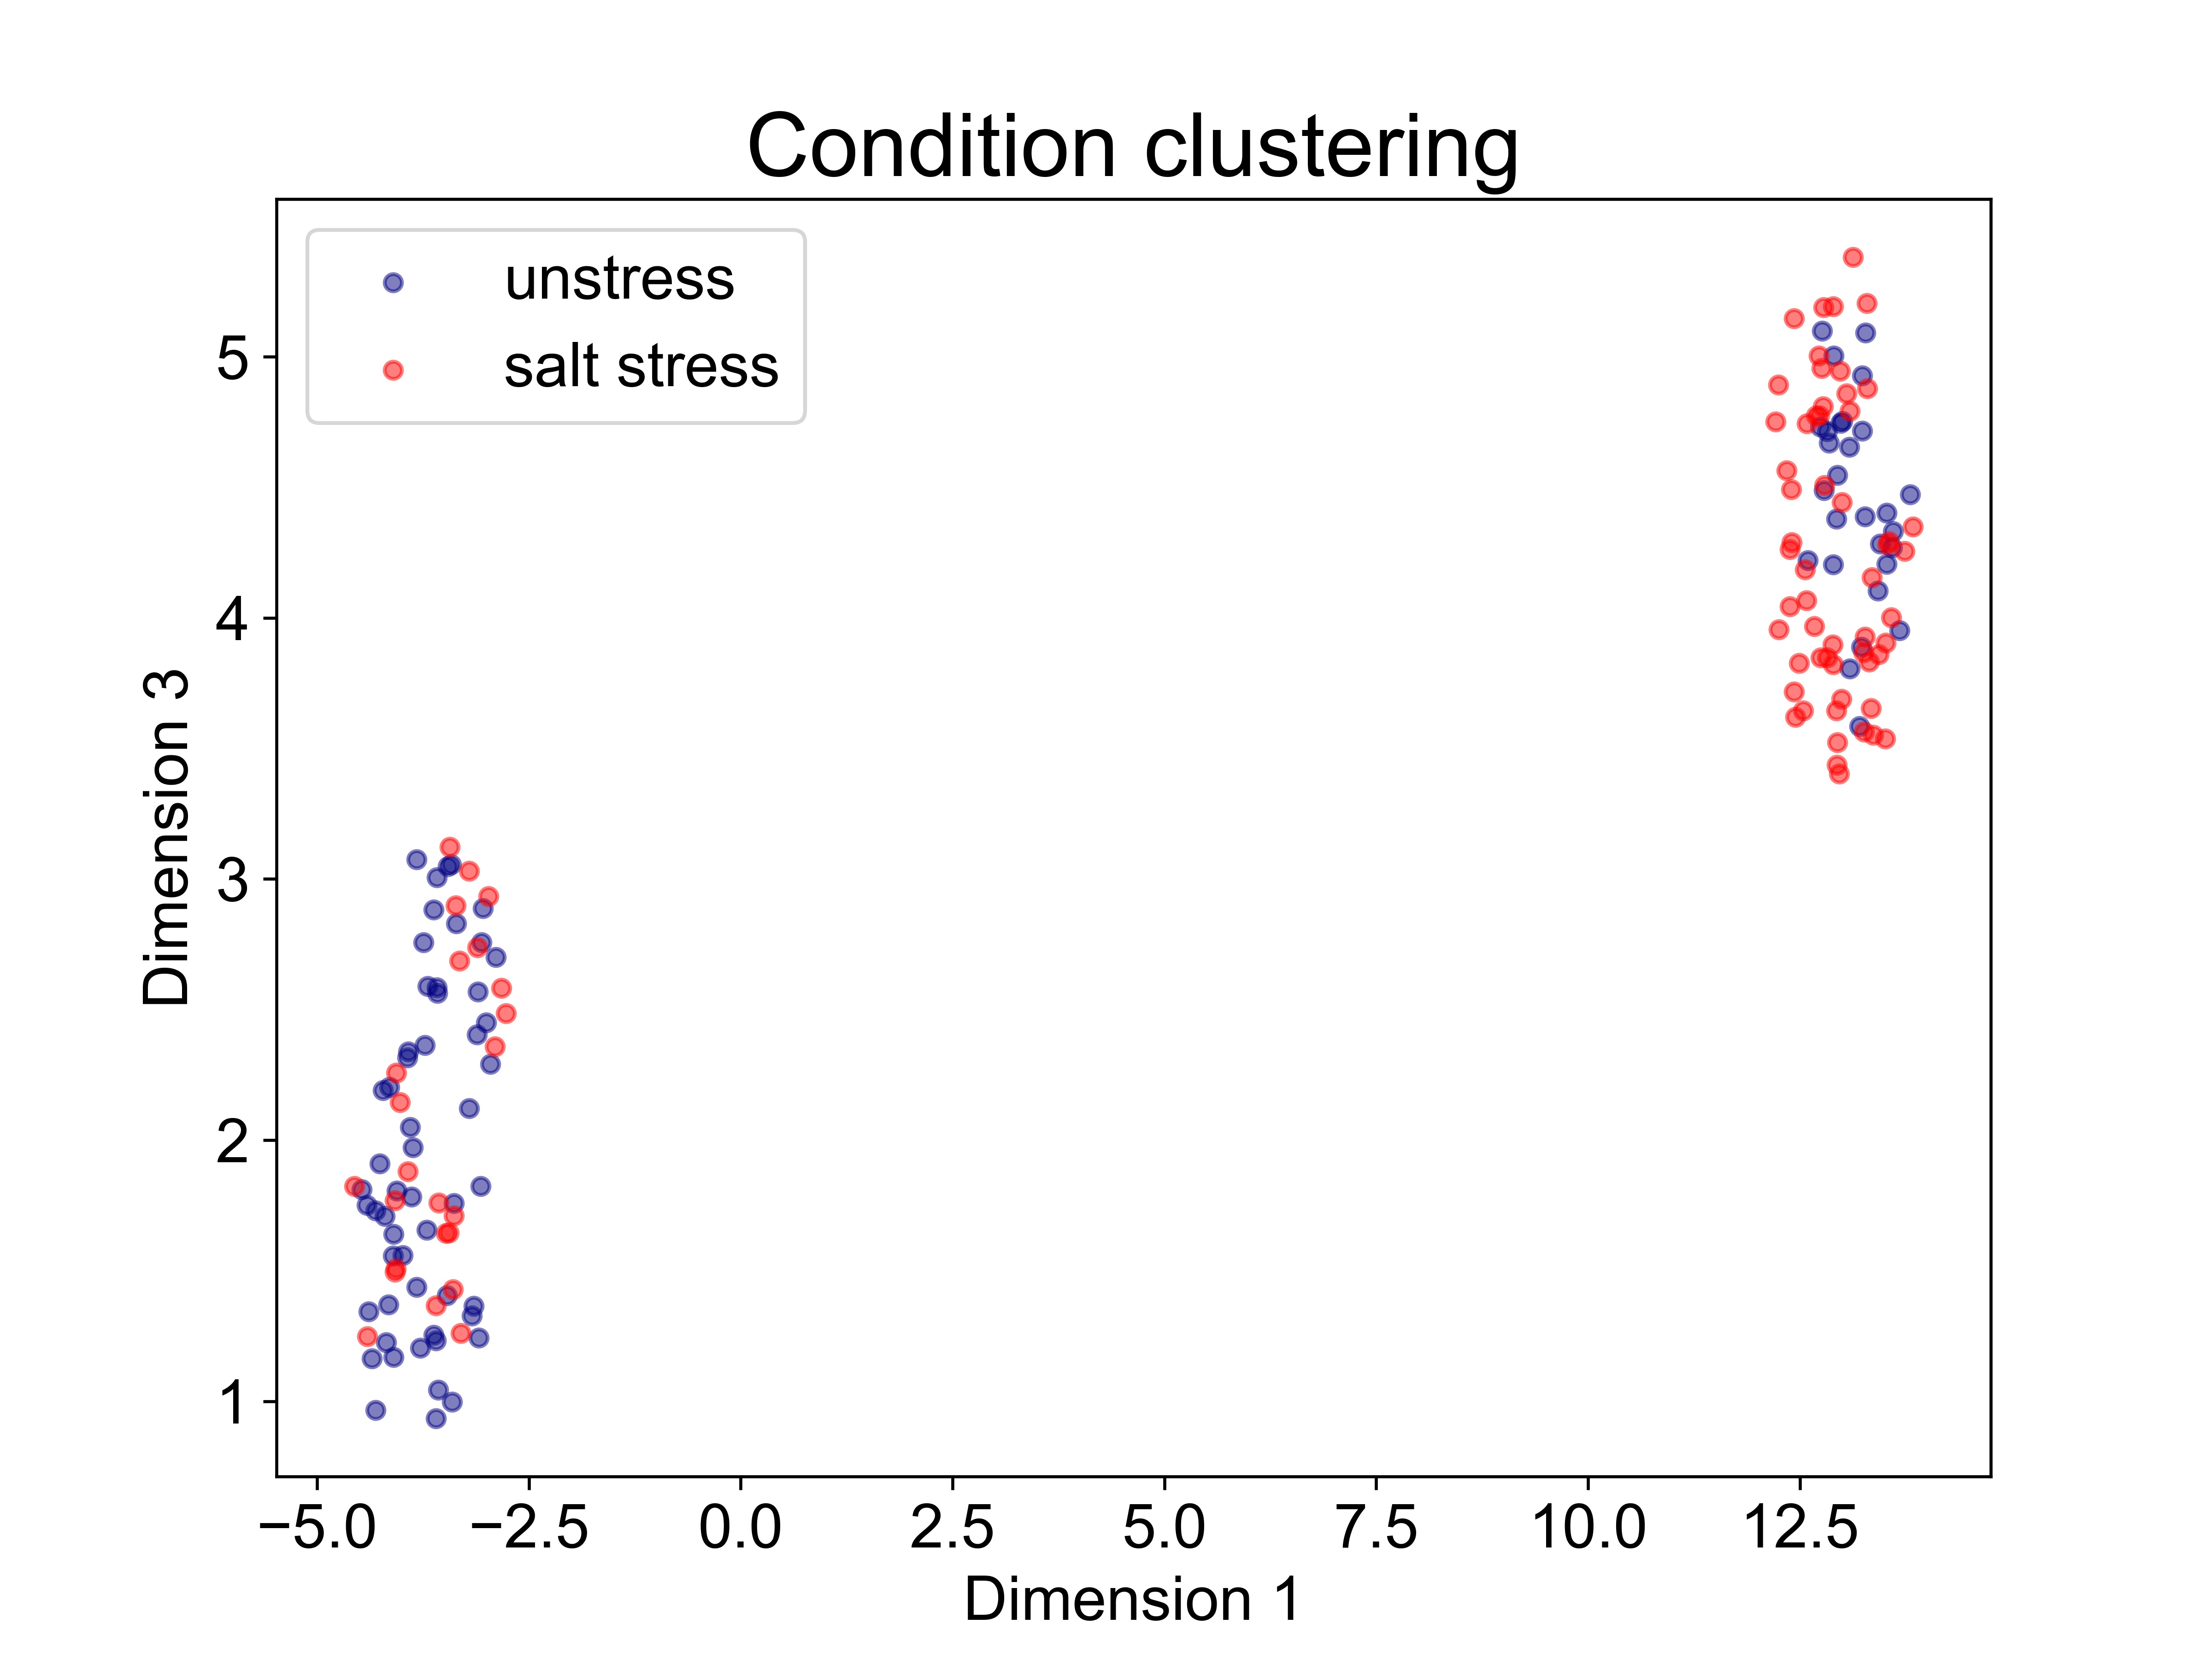 Condition clustering
unstress
salt stress
Dimension 3
5
4
3
2
1
−5.0 −2.5 0.0 2.5 5.0 7.5 10.0 12.5
Dimension 1